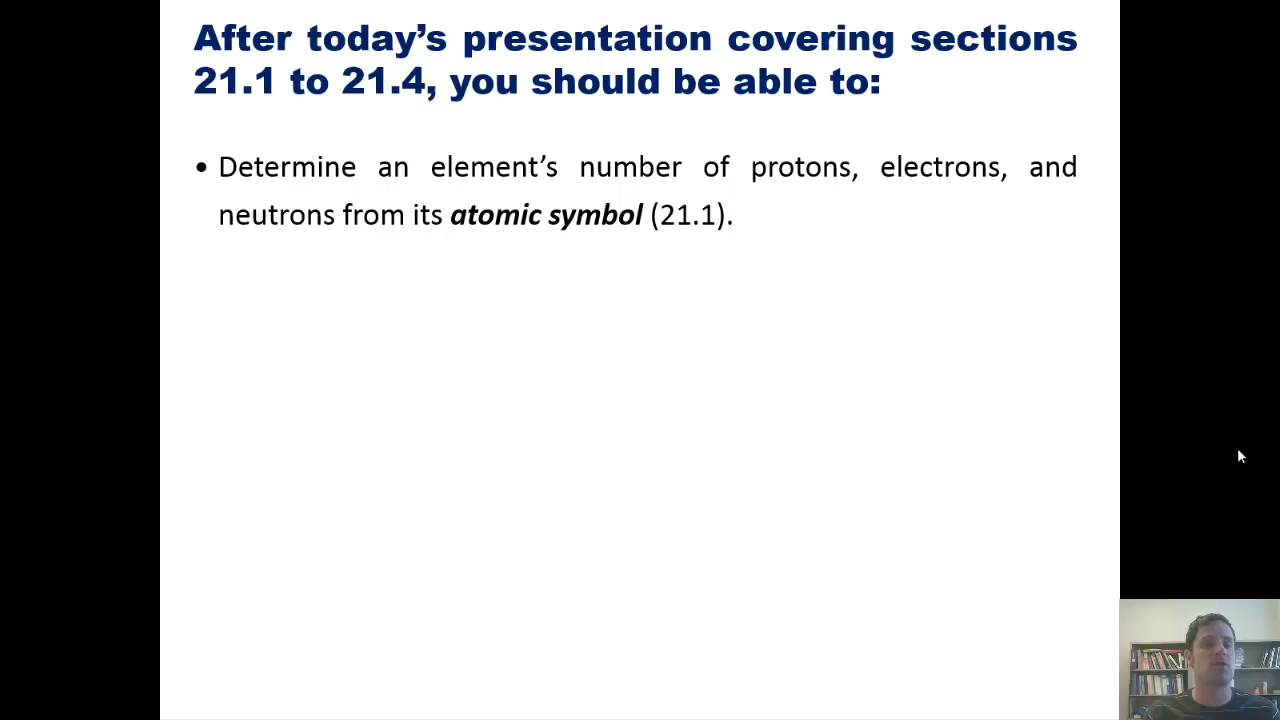 After today’s presentation covering sections
21.1 to 21.4, you should be able to:
• Determine an element’s number of protons, electrons, and
neutrons from its atomic symbol (21.1).